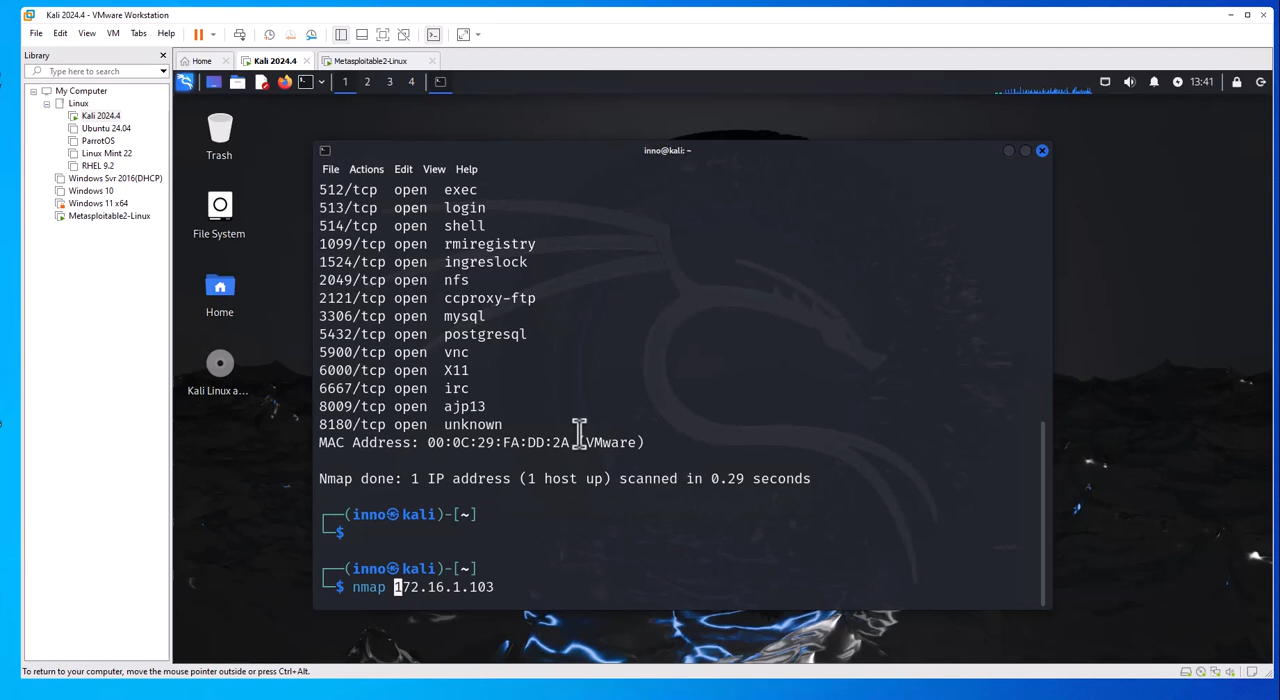 Kali 2024.4 - VMware Workstation
File Edit View VM Tabs Help
Library
Type here to search
My Computer
Linux
Kali 2024.4
Ubuntu 24.04
ParrotOS
Linux Mint 22
RHEL 9.2
Windows Svr 2016(DHCP)
Windows 10
Windows 11 x64
Metasploitable2-Linux
Home Kali 2024.4 Metasploitable2-Linux
1 2 3 4 13:41
Trash
File System
Home
Kali Linux a...
inno@kali: ~
File Actions Edit View Help
512/tcp open exec
513/tcp open login
514/tcp open shell
1099/tcp open rmiregistry
1524/tcp open ingreslock
2049/tcp open nfs
2121/tcp open ccproxy-ftp
3306/tcp open mysql
5432/tcp open postgresql
5900/tcp open vnc
6000/tcp open X11
6667/tcp open irc
8009/tcp open ajp13
8180/tcp open unknown
MAC Address: 00:0C:29:FA:DD:2A (VMware)
Nmap done: 1 IP address (1 host up) scanned in 0.29 seconds
┌──(inno㉿kali)-[~]
└─$
┌──(inno㉿kali)-[~]
└─$ nmap 172.16.1.103
To return to your computer, move the mouse pointer outside or press Ctrl+Alt.